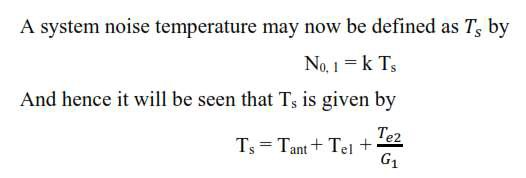 A system noise temperature may now be defined as Tₛ by
N₀, ₁ = k Tₛ
And hence it will be seen that Tₛ is given by
Tₛ = Tₐₙₜ + Tₑ₁ + Tₑ₂/G₁